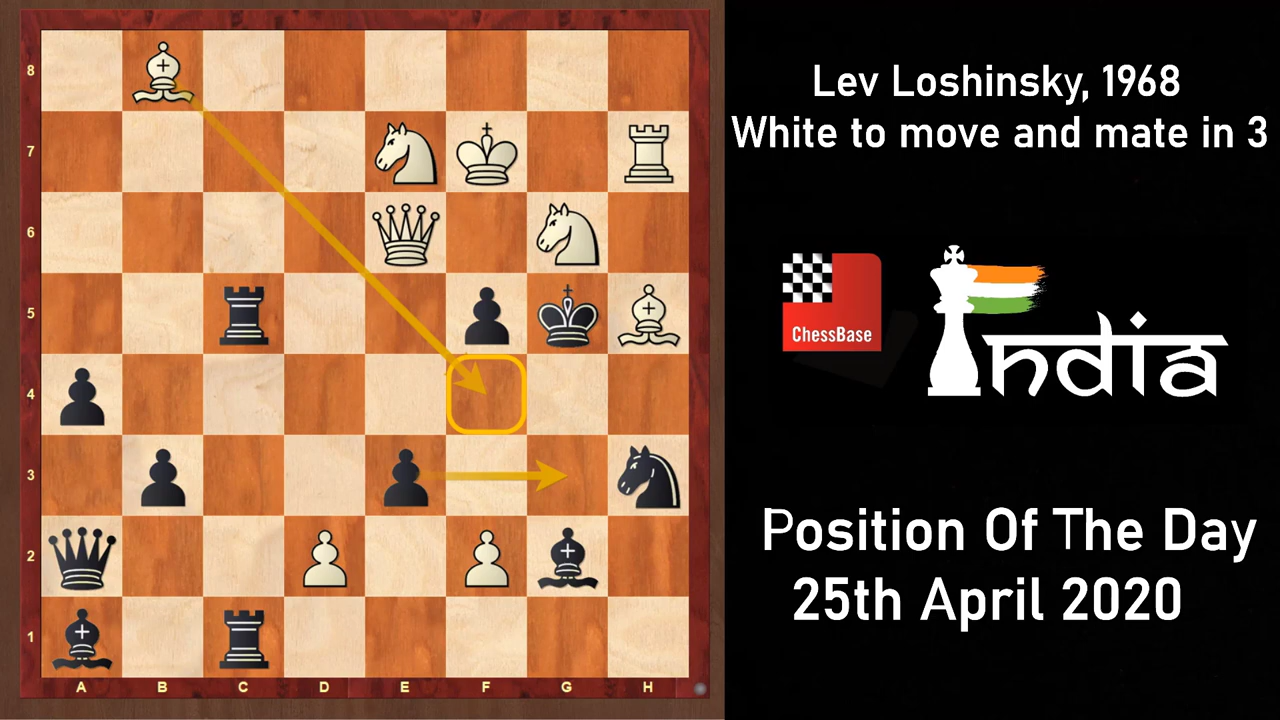 Lev Loshinsky, 1968
White to move and mate in 3
8
7
6
5
4
3
2
1
A B C D E F G H
ChessBase
India
Position Of The Day
25th April 2020